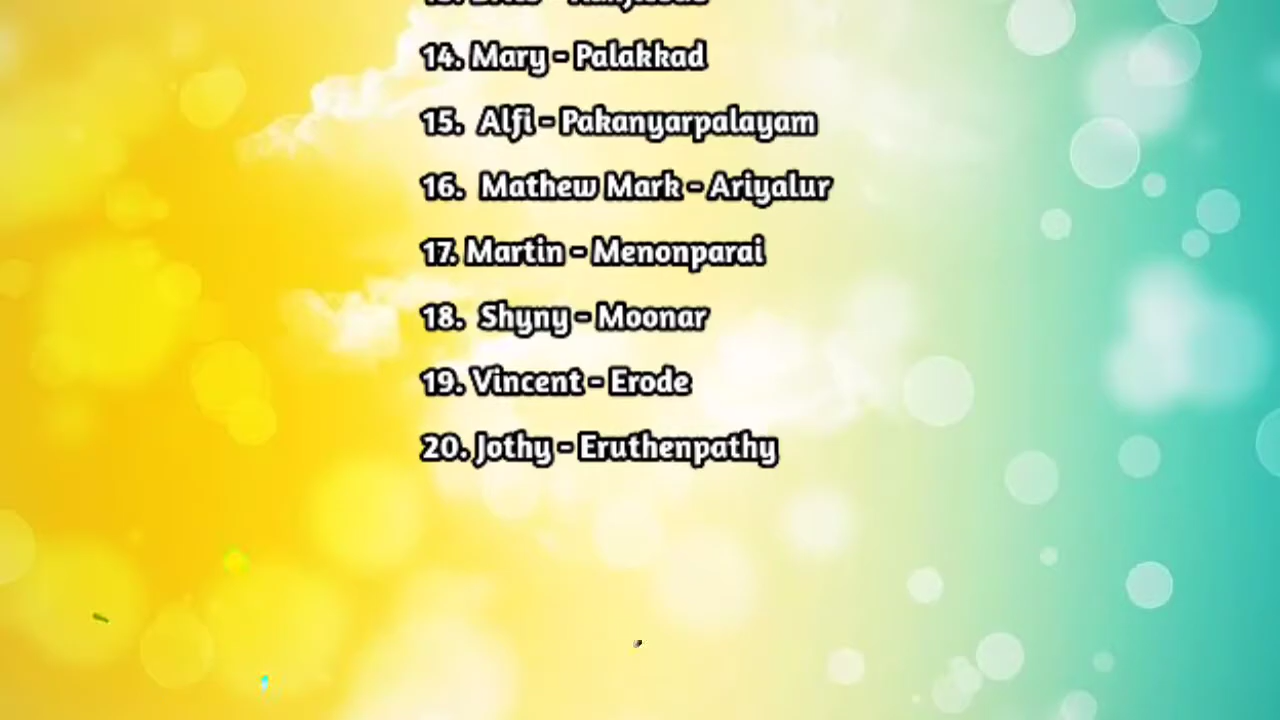 14. Mary - Palakkad
15. Alfi - Pakanyarpalayam
16. Mathew Mark - Ariyalur
17. Martin - Menonparai
18. Shyny - Moonar
19. Vincent - Erode
20. Jothy - Eruthenpathy